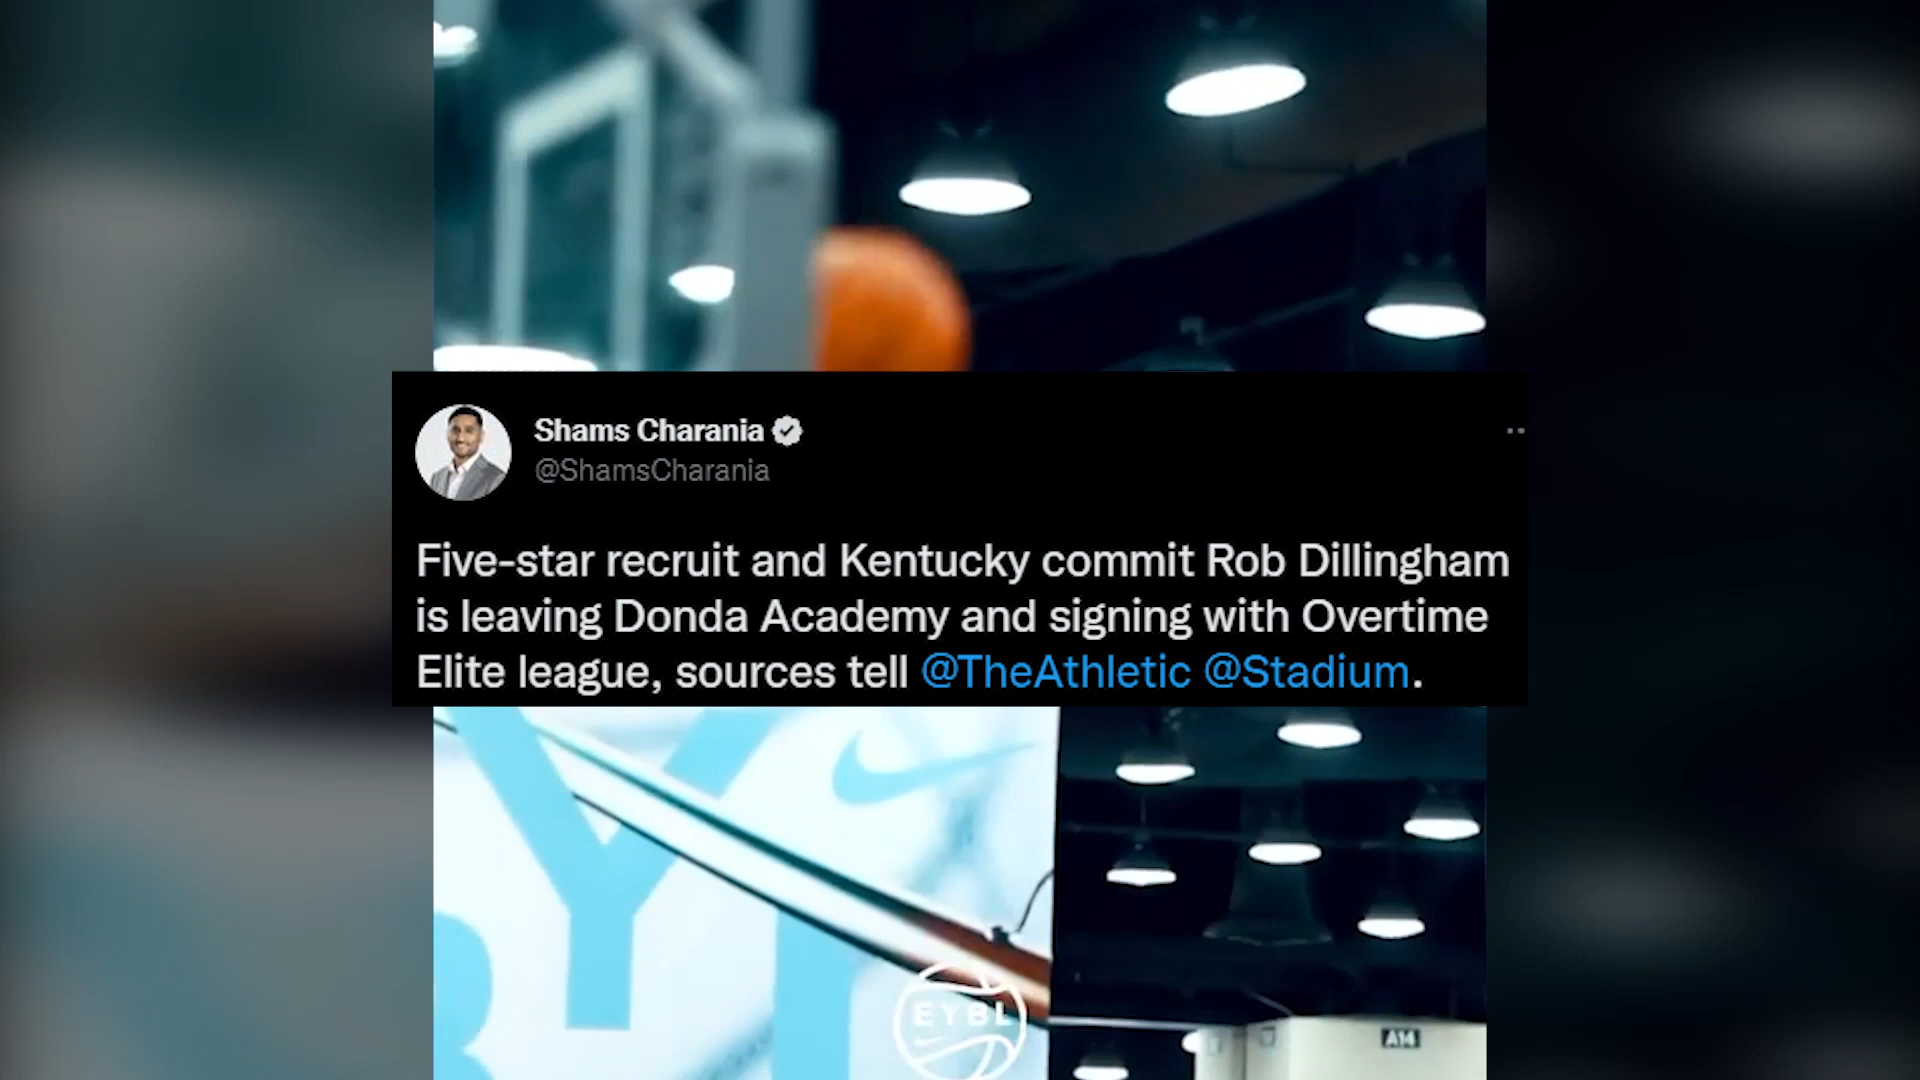 Shams Charania
@ShamsCharania
Five-star recruit and Kentucky commit Rob Dillingham
is leaving Donda Academy and signing with Overtime
Elite league, sources tell @TheAthletic @Stadium.
EYBL
A14